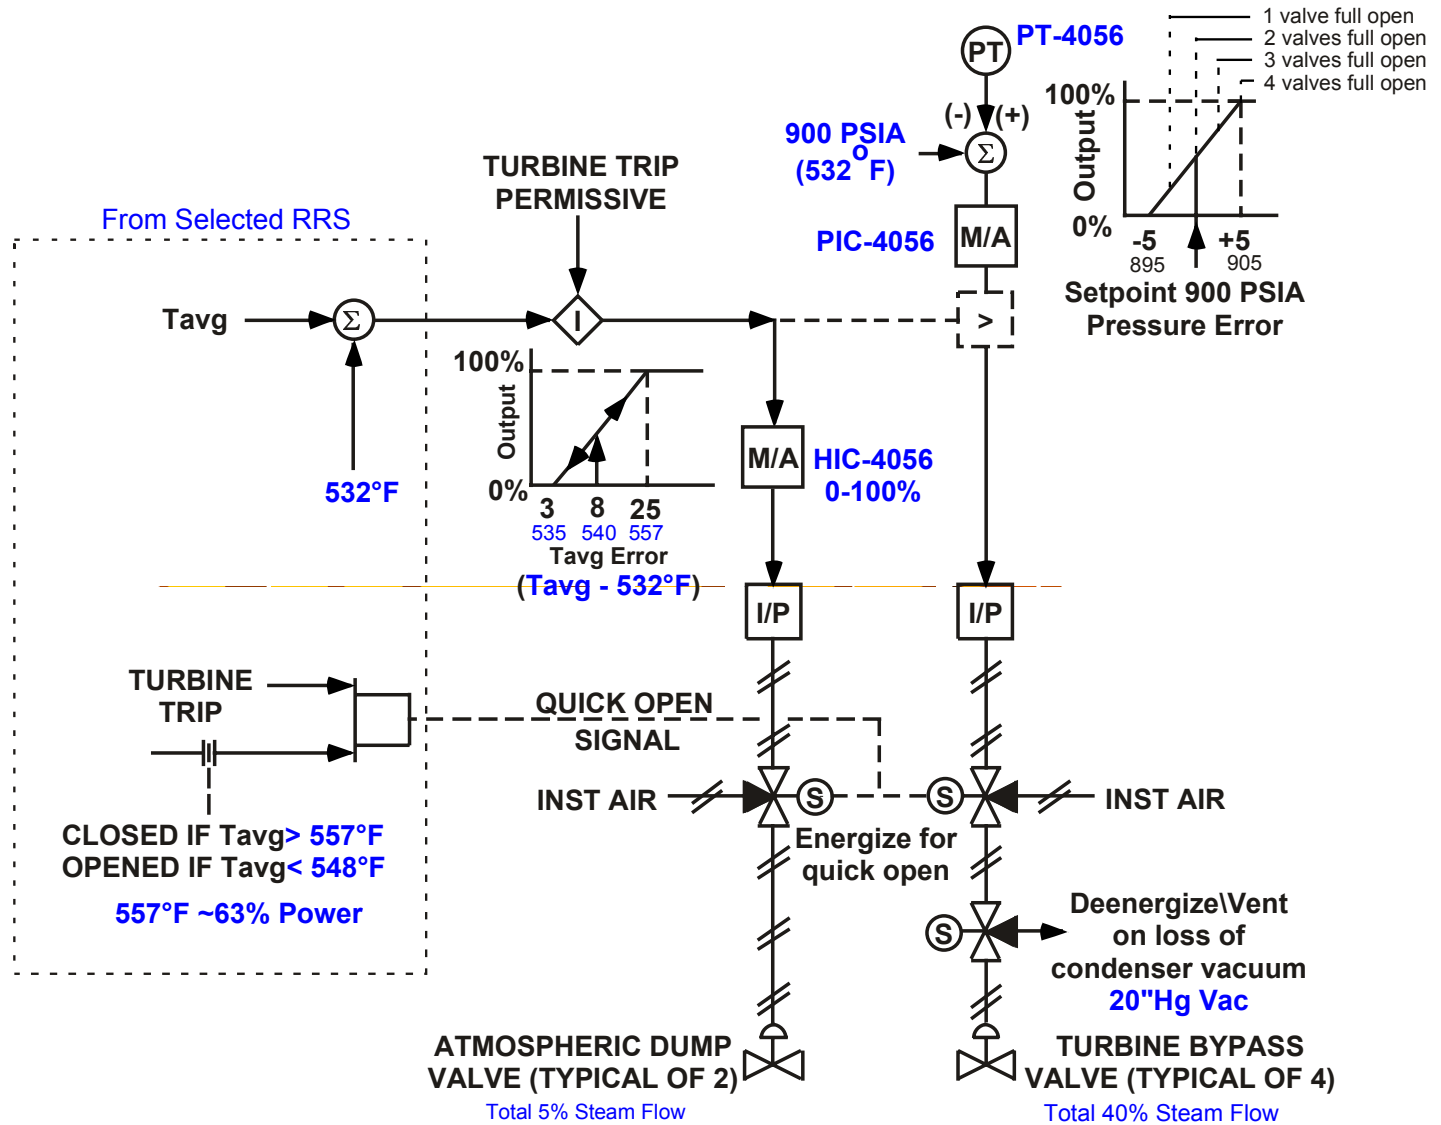 1 valve full open
2 valves full open
3 valves full open
4 valves full open
PT
PT-4056
100%
Output
0%
-5
+5
895
905
Setpoint 900 PSIA
Pressure Error
(-)
(+)
900 PSIA
(532°F)
Σ
PIC-4056
M/A
>
TURBINE TRIP
PERMISSIVE
From Selected RRS
Tavg
Σ
532°F
I
100%
Output
0%
3
8
25
535
540
557
Tavg Error
(Tavg - 532°F)
M/A
HIC-4056
0-100%
I/P
I/P
TURBINE
TRIP
QUICK OPEN
SIGNAL
CLOSED IF Tavg> 557°F
OPENED IF Tavg< 548°F
557°F ~63% Power
INST AIR
S
S
INST AIR
Energize for
quick open
S
Deenergize\Vent
on loss of
condenser vacuum
20"Hg Vac
ATMOSPHERIC DUMP
VALVE (TYPICAL OF 2)
Total 5% Steam Flow
TURBINE BYPASS
VALVE (TYPICAL OF 4)
Total 40% Steam Flow